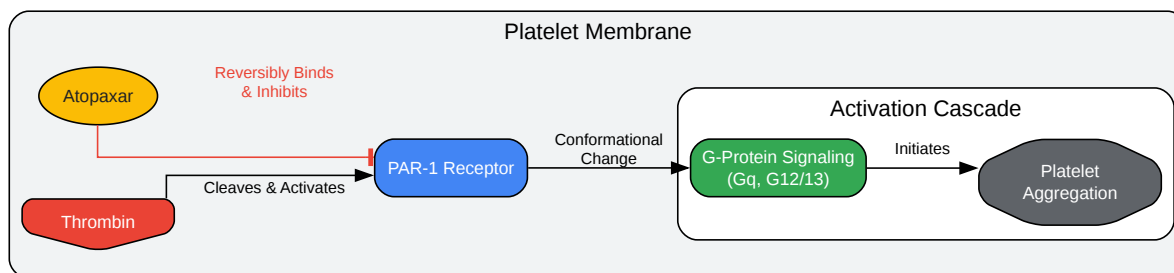 Platelet Membrane
Atopaxar
Reversibly Binds
& Inhibits
Thrombin
Cleaves & Activates
PAR-1 Receptor
Conformational
Change
Activation Cascade
G-Protein Signaling
(Gq, G12/13)
Initiates
Platelet
Aggregation